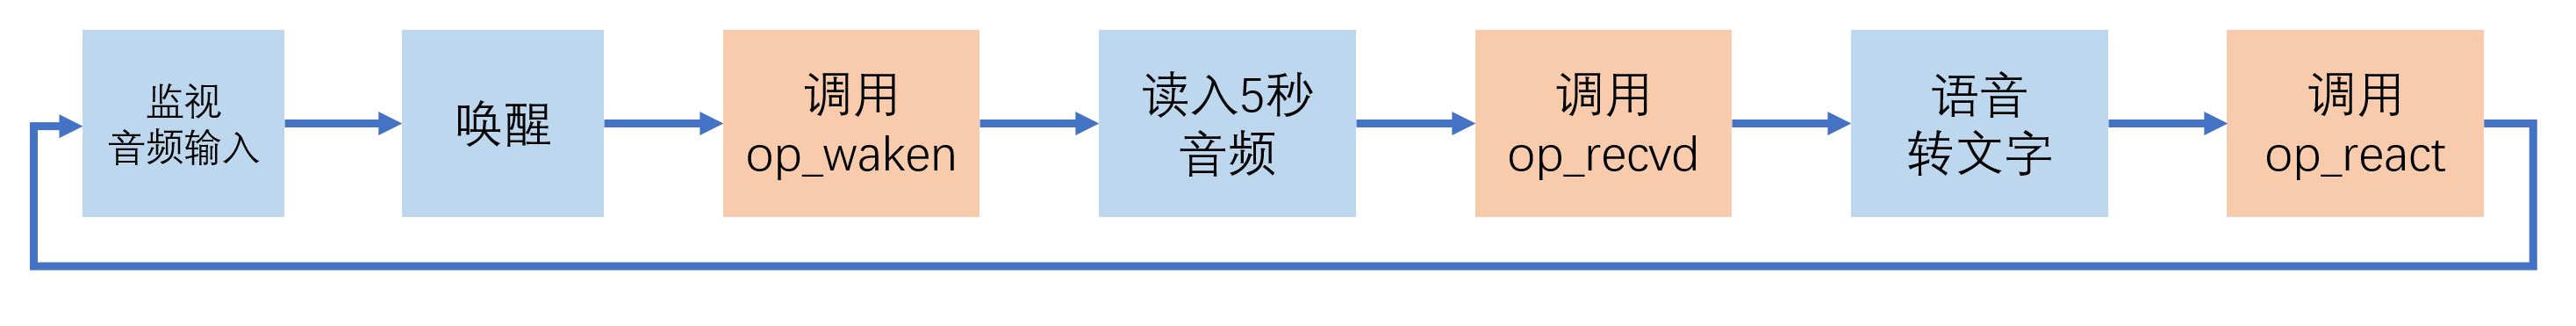 监视
音频输入
唤醒
调用
op_waken
读入5秒
音频
调用
op_recvd
语音
转文字
调用
op_react